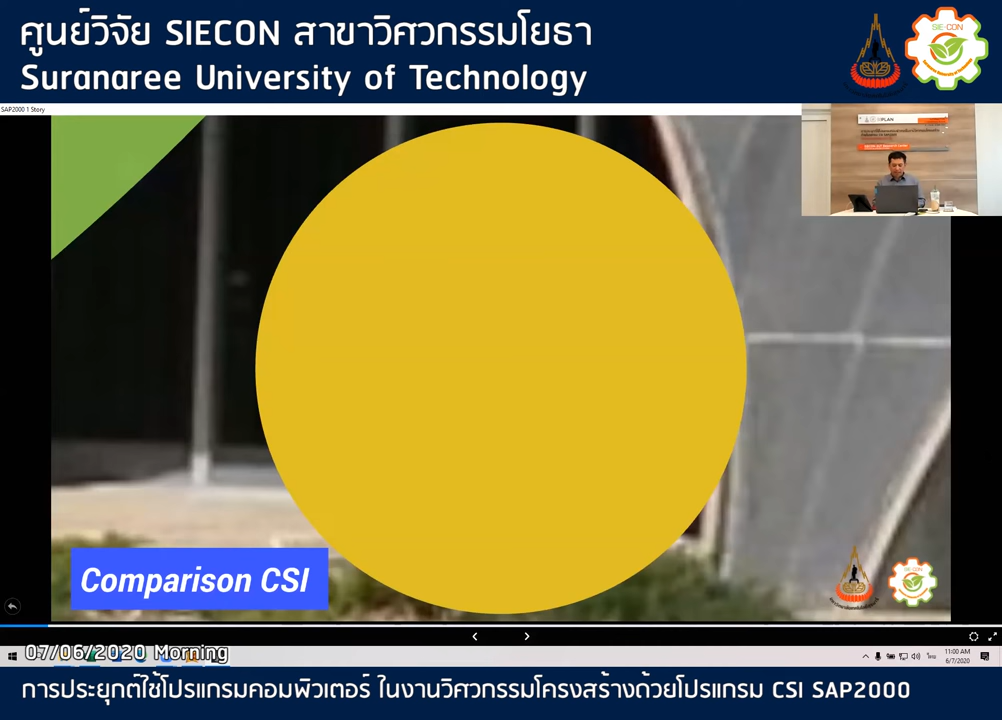 ศูนย์วิจัย SIECON สาขาวิศวกรรมโยธา
Suranaree University of Technology
SIE-CON
SAP2000 1 Story
Comparison CSI
07/06/2020 Morning
11:00 AM
6/7/2020
การประยุกต์ใช้โปรแกรมคอมพิวเตอร์ ในงานวิศวกรรมโครงสร้างด้วยโปรแกรม CSI SAP2000